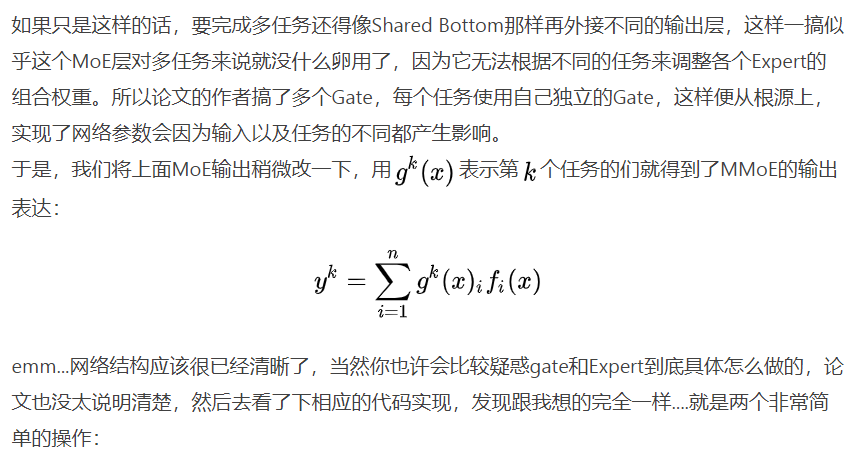 如果只是这样的话，要完成多任务还得像Shared Bottom那样再外接不同的输出层，这样一搞似
乎这个MoE层对多任务来说就没什么卵用了，因为它无法根据不同的任务来调整各个Expert的
组合权重。所以论文的作者搞了多个Gate，每个任务使用自己独立的Gate，这样便从根源上，
实现了网络参数会因为输入以及任务的不同都产生影响。
于是，我们将上面MoE输出稍微改一下，用 g^k(x) 表示第 k 个任务的们就得到了MMoE的输出
表达：
y^k = \sum_{i=1}^{n} g^k(x)_i f_i(x)
emm...网络结构应该很已经清晰了，当然你也许会比较疑惑gate和Expert到底具体怎么做的，论
文也没太说明清楚，然后去看了下相应的代码实现，发现跟我想的完全一样....就是两个非常简
单的操作：